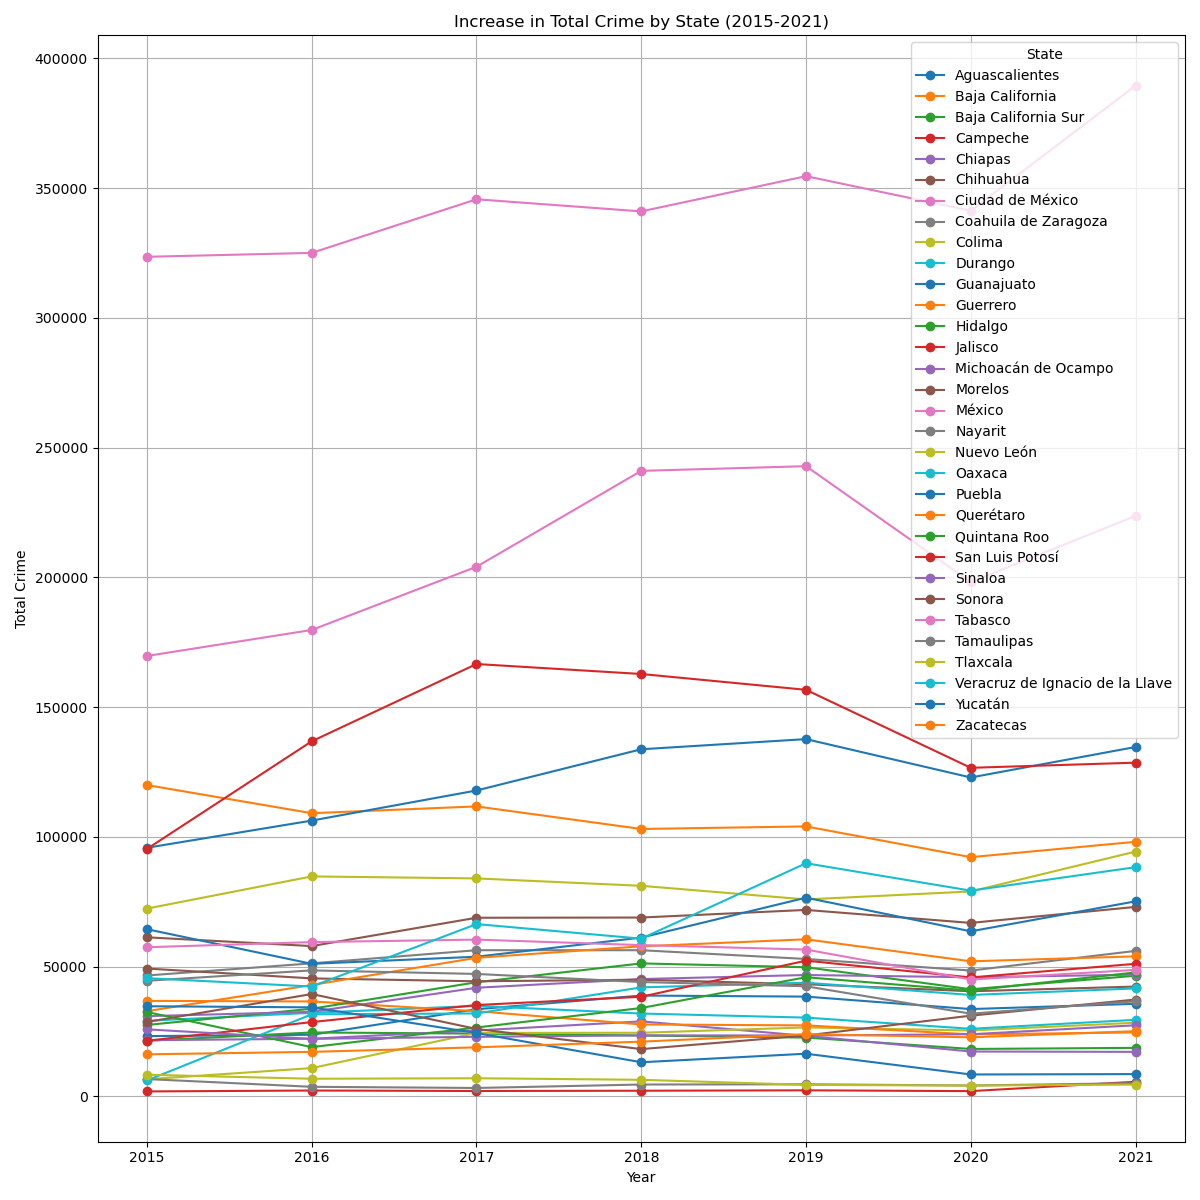 Increase in Total Crime by State (2015-2021)
Total Crime
400000
350000
300000
250000
200000
150000
100000
50000
0
State
Aguascalientes
Baja California
Baja California Sur
Campeche
Chiapas
Chihuahua
Ciudad de México
Coahuila de Zaragoza
Colima
Durango
Guanajuato
Guerrero
Hidalgo
Jalisco
Michoacán de Ocampo
Morelos
México
Nayarit
Nuevo León
Oaxaca
Puebla
Querétaro
Quintana Roo
San Luis Potosí
Sinaloa
Sonora
Tabasco
Tamaulipas
Tlaxcala
Veracruz de Ignacio de la Llave
Yucatán
Zacatecas
2015 2016 2017 2018 2019 2020 2021
Year